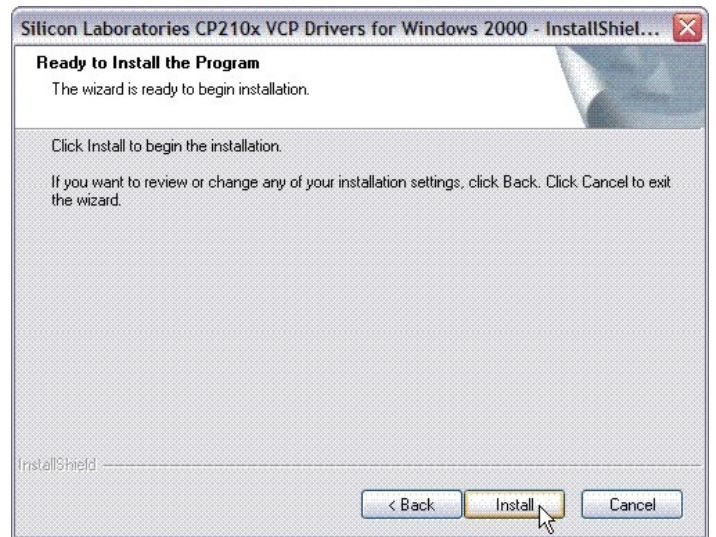 Silicon Laboratories CP210x VCP Drivers for Windows 2000 - InstallShiel...
Ready to Install the Program
The wizard is ready to begin installation.
Click Install to begin the installation.
If you want to review or change any of your installation settings, click Back. Click Cancel to exit
the wizard.
InstallShield
< Back Install Cancel